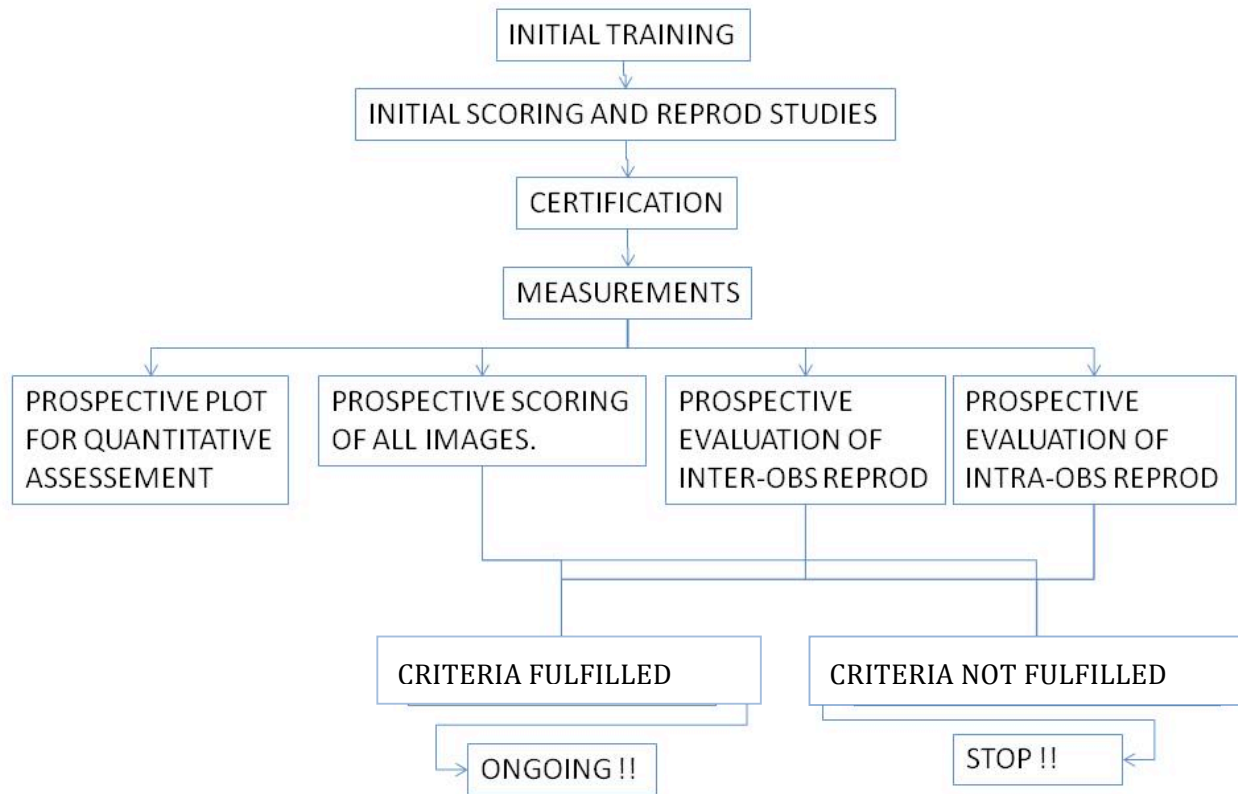 INITIAL TRAINING
INITIAL SCORING AND REPROD STUDIES
CERTIFICATION
MEASUREMENTS
PROSPECTIVE PLOT
FOR QUANTITATIVE
ASSESSEMENT
PROSPECTIVE SCORING
OF ALL IMAGES.
PROSPECTIVE
EVALUATION OF
INTER-OBS REPROD
PROSPECTIVE
EVALUATION OF
INTRA-OBS REPROD
CRITERIA FULFILLED
CRITERIA NOT FULFILLED
ONGOING !!
STOP !!